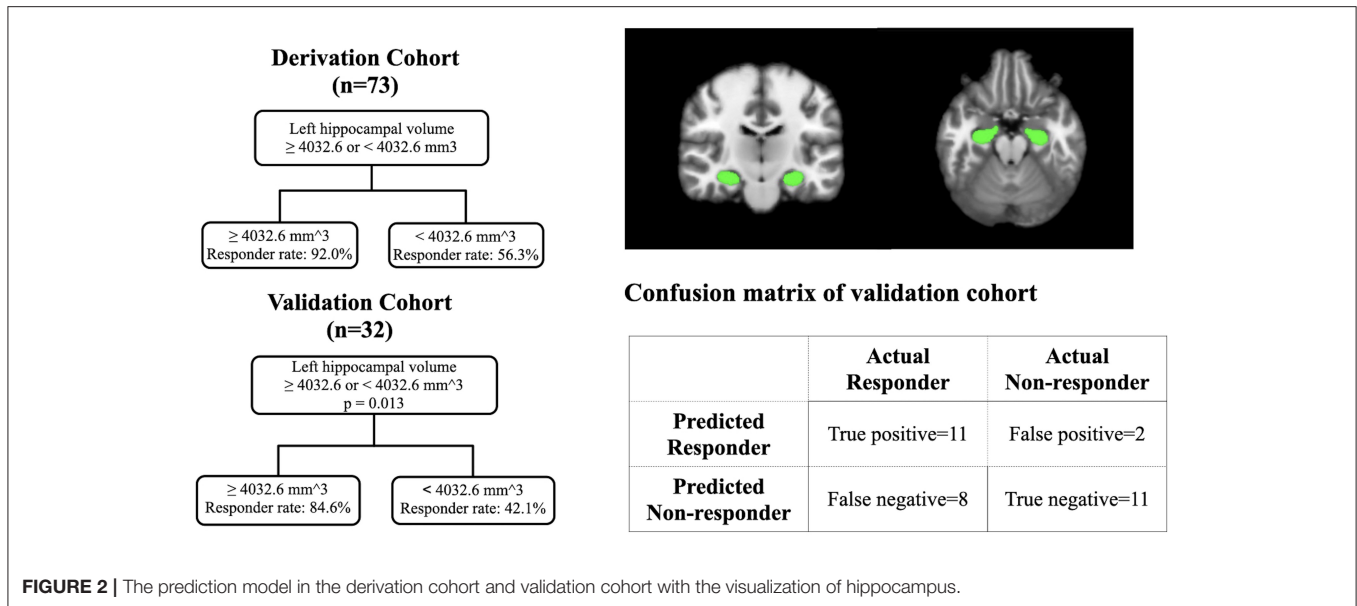 Derivation Cohort
(n=73)
Left hippocampal volume
≥ 4032.6 or < 4032.6 mm3
≥ 4032.6 mm^3
Responder rate: 92.0%
< 4032.6 mm^3
Responder rate: 56.3%
Validation Cohort
(n=32)
Left hippocampal volume
≥ 4032.6 or < 4032.6 mm^3
p = 0.013
≥ 4032.6 mm^3
Responder rate: 84.6%
< 4032.6 mm^3
Responder rate: 42.1%
Confusion matrix of validation cohort
Actual
Responder
Actual
Non-responder
Predicted
Responder
True positive=11
False positive=2
Predicted
Non-responder
False negative=8
True negative=11
FIGURE 2 | The prediction model in the derivation cohort and validation cohort with the visualization of hippocampus.